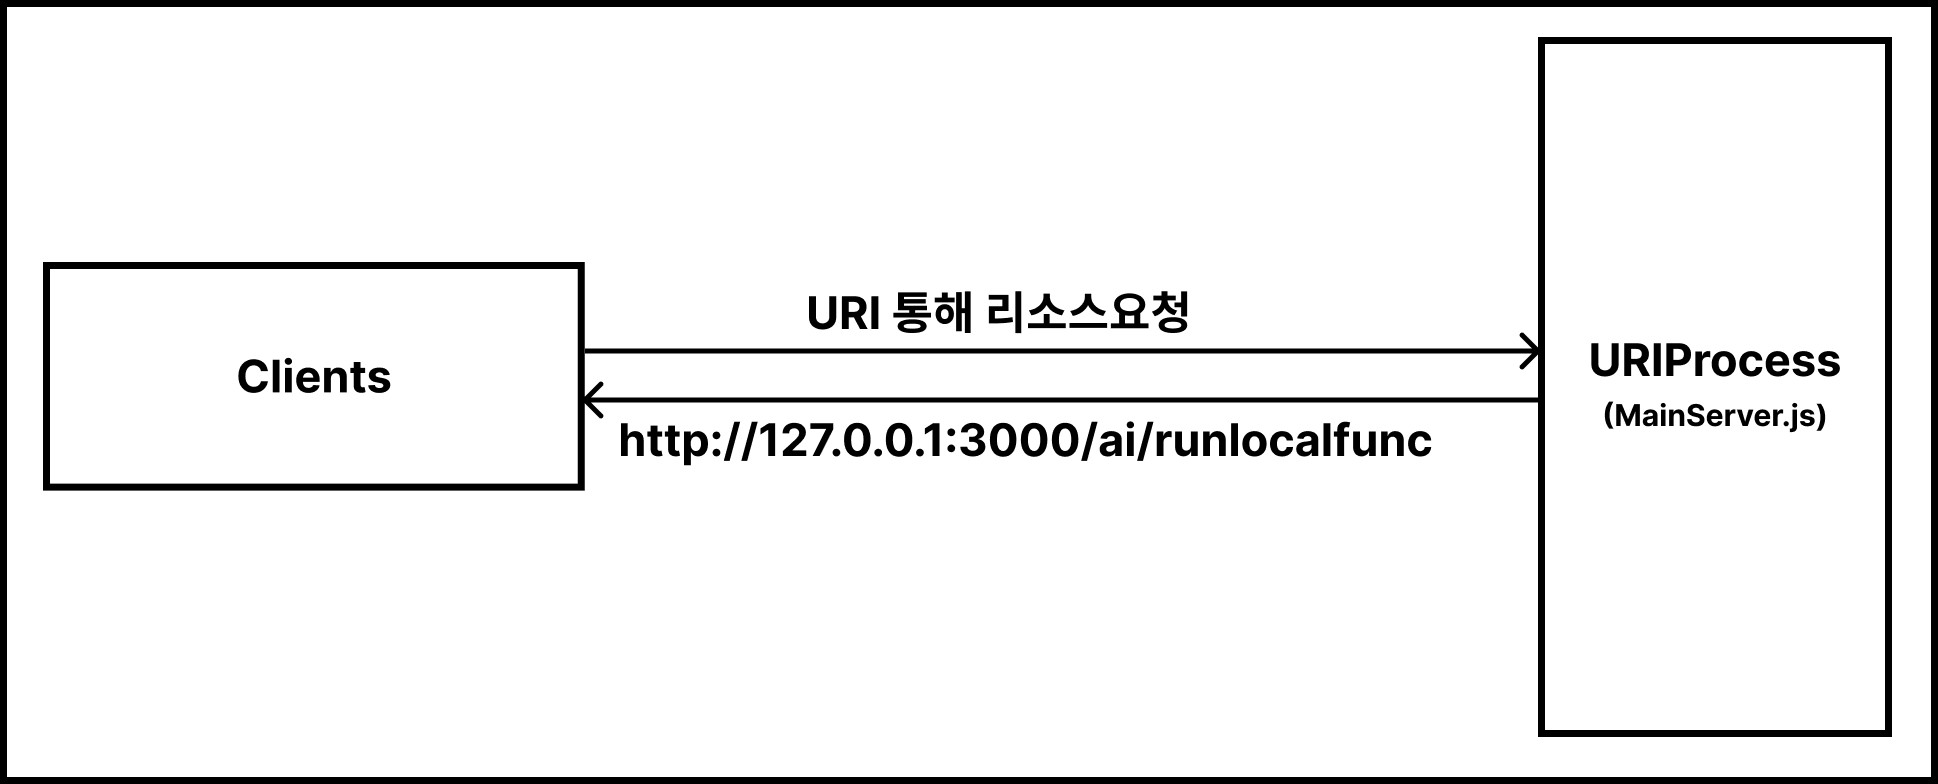 URI 통해 리소스요청
Clients
http://127.0.0.1:3000/ai/runlocalfunc
URIProcess
(MainServer.js)